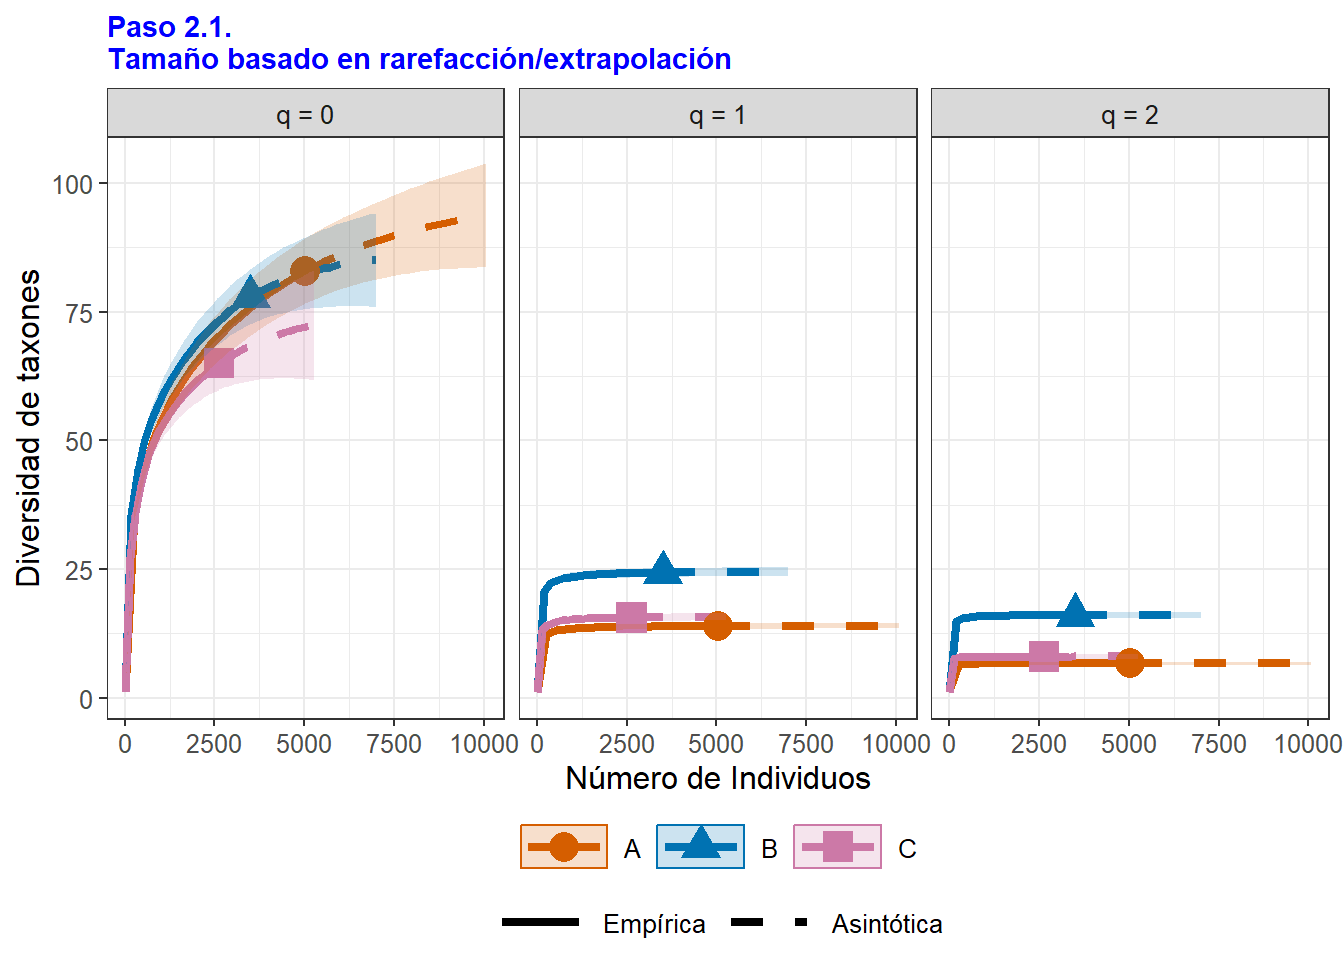 Paso 2.1.
Tamaño basado en rarefacción/extrapolación
q = 0
q = 1
q = 2
Diversidad de taxones
100
75
50
25
0
0 2500 5000 7500 10000
0 2500 5000 7500 10000
0 2500 5000 7500 10000
Número de Individuos
A B C
Empírica Asintótica